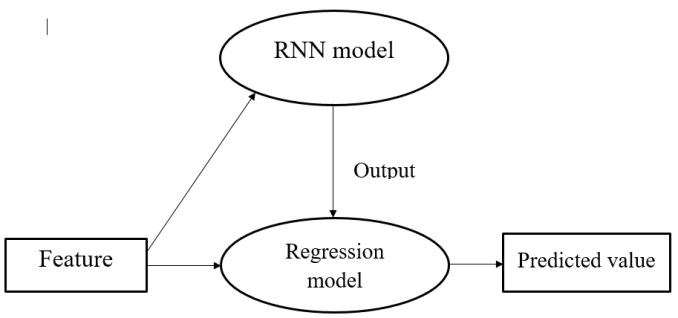 RNN model
Output
Feature
Regression
model
Predicted value